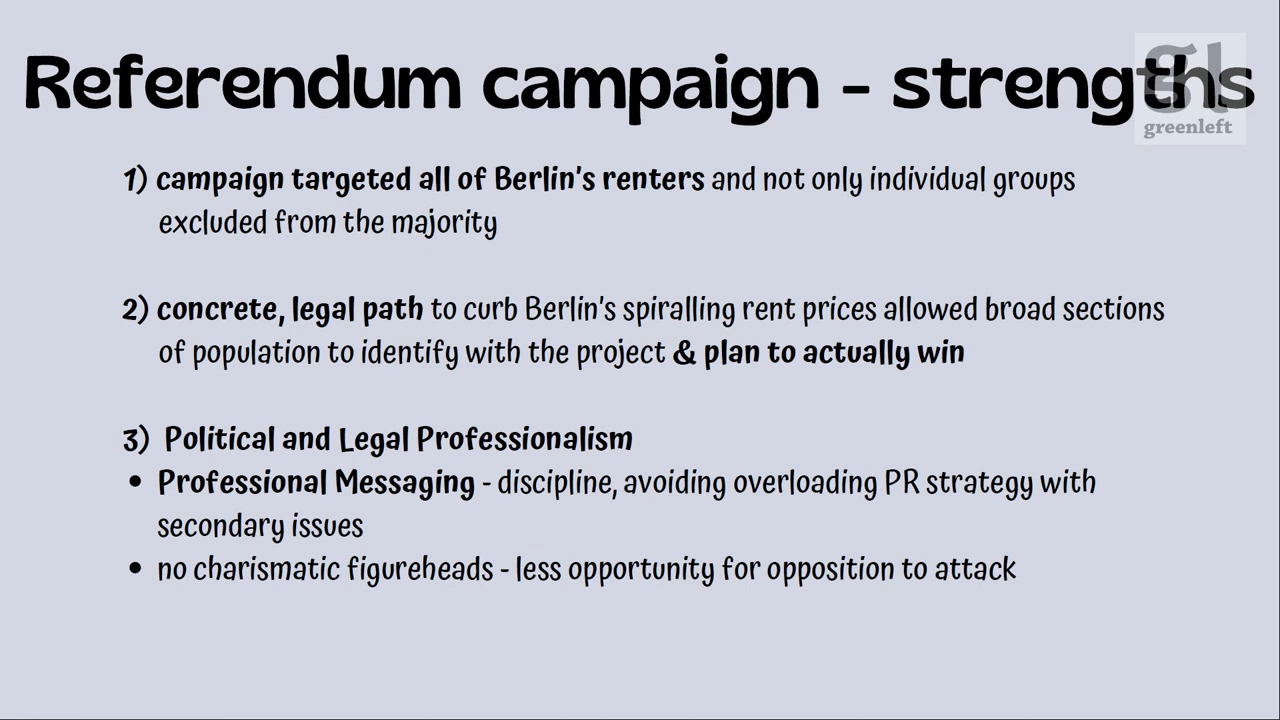 Referendum campaign - strengths
gl
greenleft
1) campaign targeted all of Berlin's renters and not only individual groups
excluded from the majority
2) concrete, legal path to curb Berlin's spiralling rent prices allowed broad sections
of population to identify with the project & plan to actually win
3) Political and Legal Professionalism
• Professional Messaging - discipline, avoiding overloading PR strategy with
secondary issues
• no charismatic figureheads - less opportunity for opposition to attack